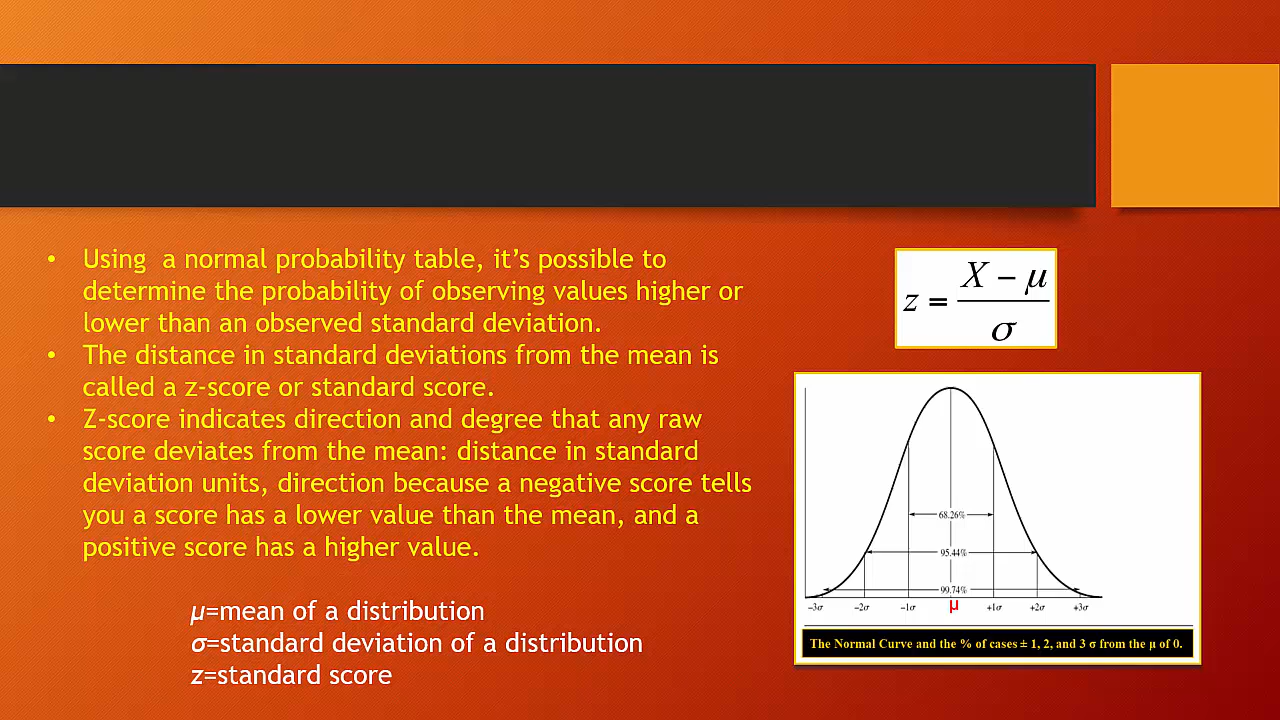 • Using  a normal probability table, it’s possible to
determine the probability of observing values higher or
lower than an observed standard deviation.
• The distance in standard deviations from the mean is
called a z-score or standard score.
• Z-score indicates direction and degree that any raw
score deviates from the mean: distance in standard
deviation units, direction because a negative score tells
you a score has a lower value than the mean, and a
positive score has a higher value.
μ=mean of a distribution
σ=standard deviation of a distribution
z=standard score
z = (X − μ) / σ
68.26%
95.44%
99.74%
−3σ −2σ −1σ μ +1σ +2σ +3σ
The Normal Curve and the % of cases ± 1, 2, and 3 σ from the μ of 0.